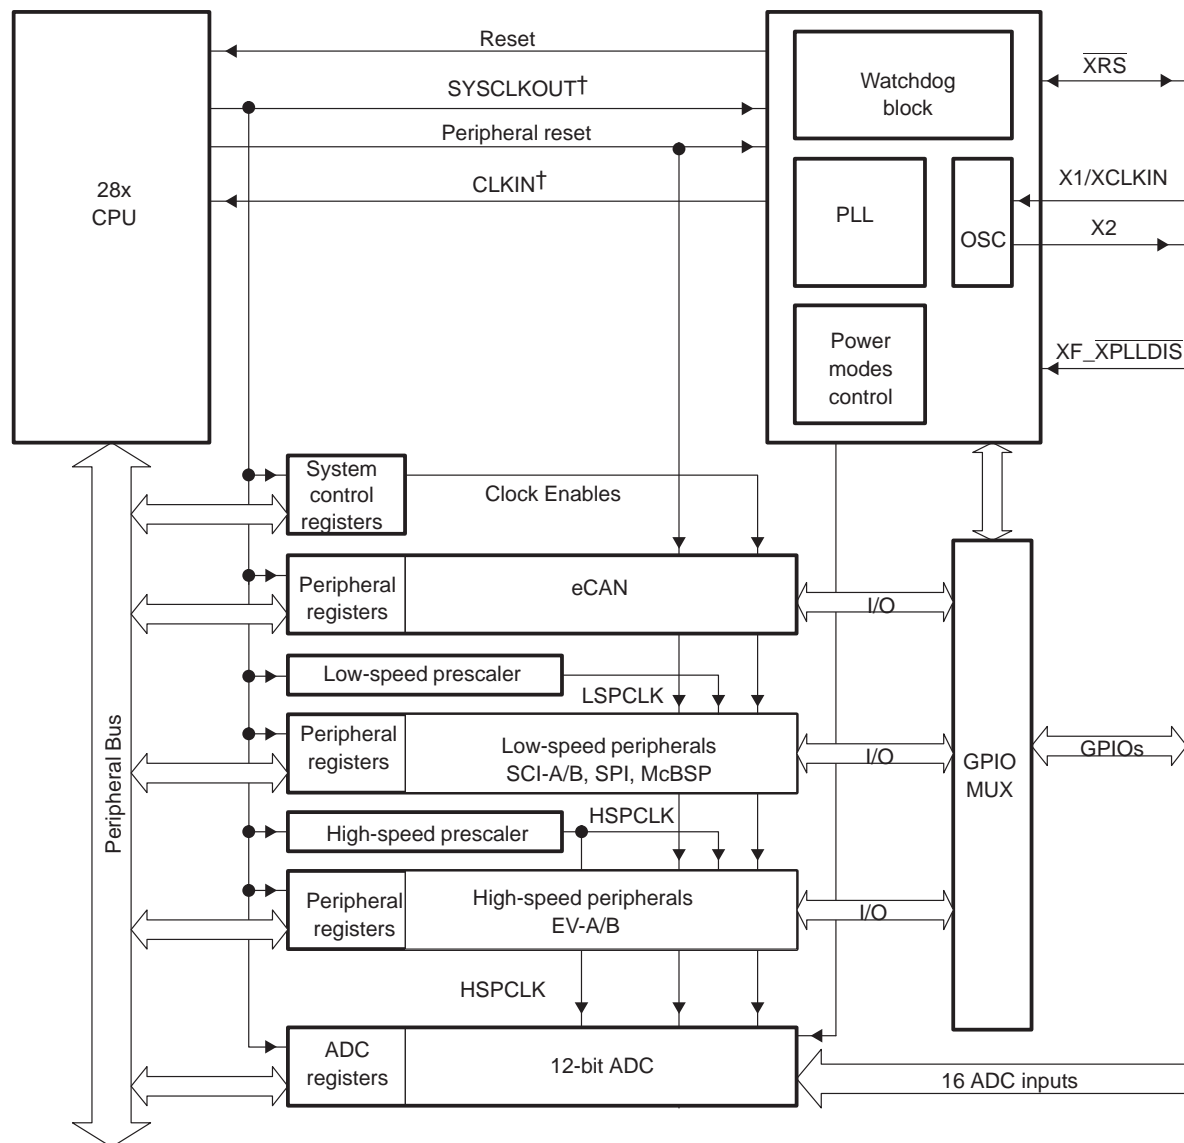 Reset
SYSCLKOUT†
Peripheral reset
CLKIN†
28x
CPU
Watchdog
block
PLL
OSC
Power
modes
control
XRS
X1/XCLKIN
X2
XF_XPLLDIS
System
control
registers
Clock Enables
Peripheral
registers
eCAN
I/O
Low-speed prescaler
LSPCLK
Peripheral
registers
Low-speed peripherals
SCI-A/B, SPI, McBSP
I/O
GPIO
MUX
GPIOs
Peripheral Bus
High-speed prescaler
HSPCLK
Peripheral
registers
High-speed peripherals
EV-A/B
I/O
HSPCLK
ADC
registers
12-bit ADC
16 ADC inputs